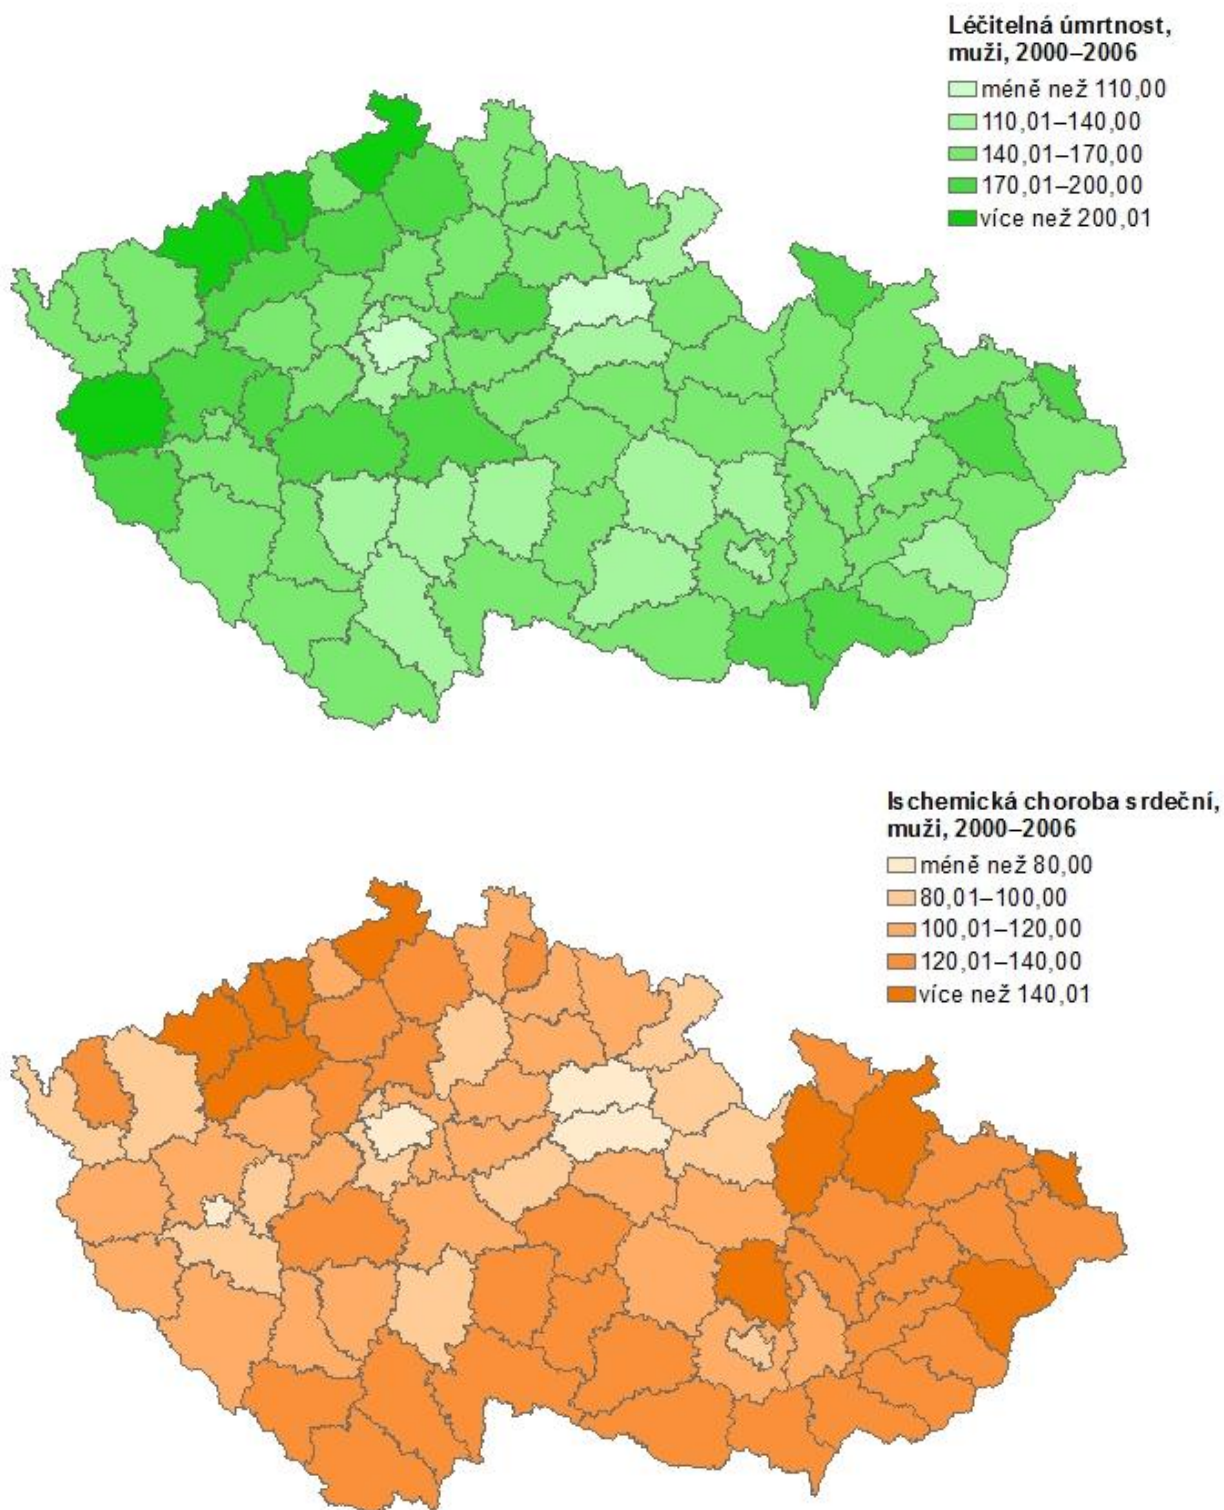 Léčitelná úmrtnost,
muži, 2000–2006
méně než 110,00
110,01–140,00
140,01–170,00
170,01–200,00
více než 200,01
Ischemická choroba srdeční,
muži, 2000–2006
méně než 80,00
80,01–100,00
100,01–120,00
120,01–140,00
více než 140,01